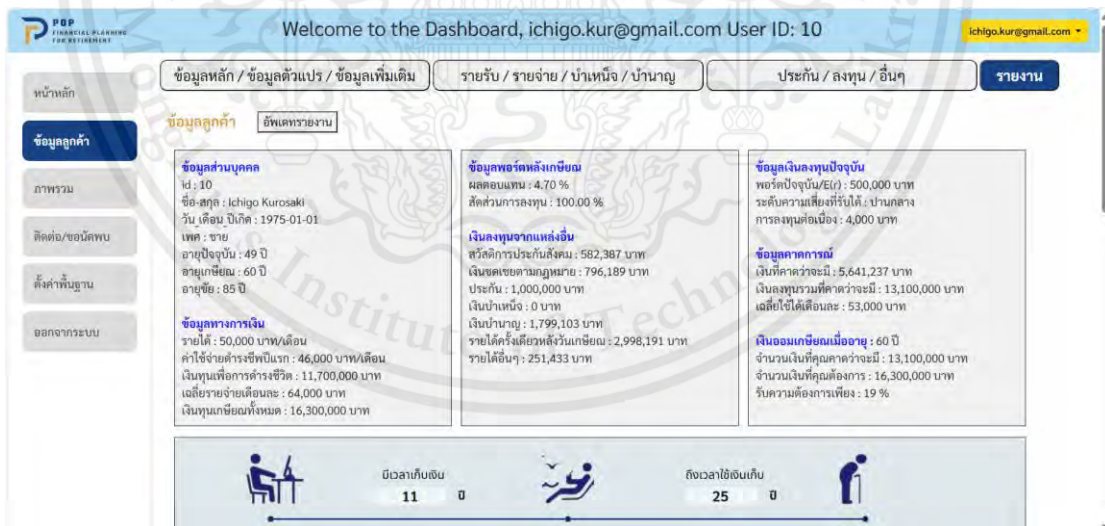 POP
FINANCIAL PLANNING
FOR RETIREMENT
Welcome to the Dashboard, ichigo.kur@gmail.com User ID: 10
ichigo.kur@gmail.com
หน้าหลัก
ข้อมูลลูกค้า
ภาพรวม
ติดต่อ/ขอนัดพบ
ตั้งค่าพื้นฐาน
ออกจากระบบ
ข้อมูลหลัก / ข้อมูลตัวแปร / ข้อมูลเพิ่มเติม
รายรับ / รายจ่าย / บำเหน็จ / บำนาญ
ประกัน / ลงทุน / อื่นๆ
รายงาน
ข้อมูลลูกค้า
อัพเดทรายงาน
ข้อมูลส่วนบุคคล
id : 10
ชื่อ-สกุล : Ichigo Kurosaki
วัน เดือน ปีเกิด : 1975-01-01
เพศ : ชาย
อายุปัจจุบัน : 49 ปี
อายุเกษียณ : 60 ปี
อายุขัย : 85 ปี
ข้อมูลทางการเงิน
รายได้ : 50,000 บาท/เดือน
ค่าใช้จ่ายดำรงชีพปีแรก : 46,000 บาท/เดือน
เงินทุนเพื่อการดำรงชีวิต : 11,700,000 บาท
เฉลี่ยรายจ่ายเดือนละ : 64,000 บาท
เงินทุนเกษียณทั้งหมด : 16,300,000 บาท
ข้อมูลพอร์ตหลังเกษียณ
ผลตอบแทน : 4.70 %
สัดส่วนการลงทุน : 100.00 %
เงินลงทุนจากแหล่งอื่น
สวัสดิการประกันสังคม : 582,387 บาท
เงินชดเชยตามกฎหมาย : 796,189 บาท
ประกัน : 1,000,000 บาท
เงินบำเหน็จ : 0 บาท
เงินบำนาญ : 1,799,103 บาท
รายได้ครั้งเดียวหลังวันเกษียณ : 2,998,191 บาท
รายได้อื่นๆ : 251,433 บาท
ข้อมูลเงินลงทุนปัจจุบัน
พอร์ตปัจจุบัน/E(r) : 500,000 บาท
ระดับความเสี่ยงที่รับได้ : ปานกลาง
การลงทุนต่อเนื่อง : 4,000 บาท
ข้อมูลคาดการณ์
เงินที่คาดว่าจะมี : 5,641,237 บาท
เงินลงทุนรวมที่คาดว่าจะมี : 13,100,000 บาท
เฉลี่ยใช้ได้เดือนละ : 53,000 บาท
เงินออมเกษียณเมื่ออายุ : 60 ปี
จำนวนเงินที่คุณคาดว่าจะมี : 13,100,000 บาท
จำนวนเงินที่คุณต้องการ : 16,300,000 บาท
รับความต้องการเพียง : 19 %
มีเวลาเก็บเงิน
11 ปี
ถึงเวลาใช้เงินเก็บ
25 ปี